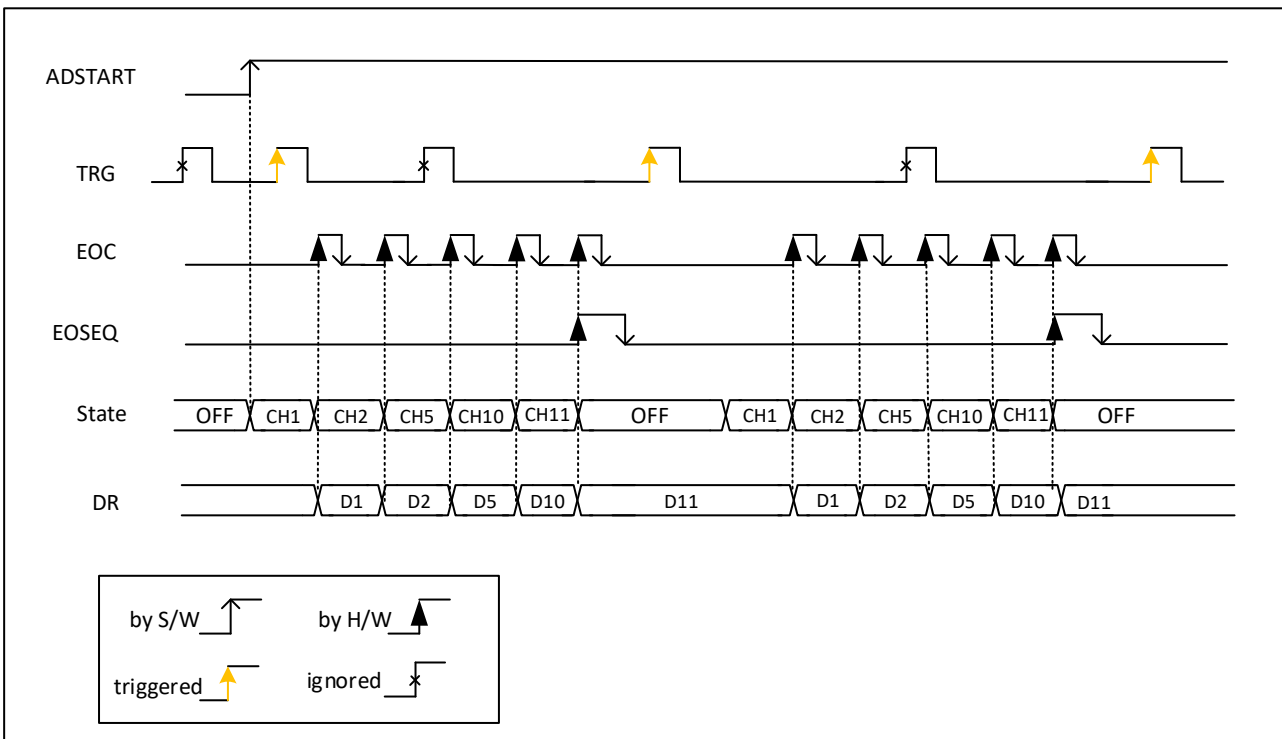 ADSTART
TRG
EOC
EOSEQ
State OFF CH1 CH2 CH5 CH10 CH11 OFF CH1 CH2 CH5 CH10 CH11 OFF
DR D1 D2 D5 D10 D11 D1 D2 D5 D10 D11
by S/W by H/W
triggered ignored